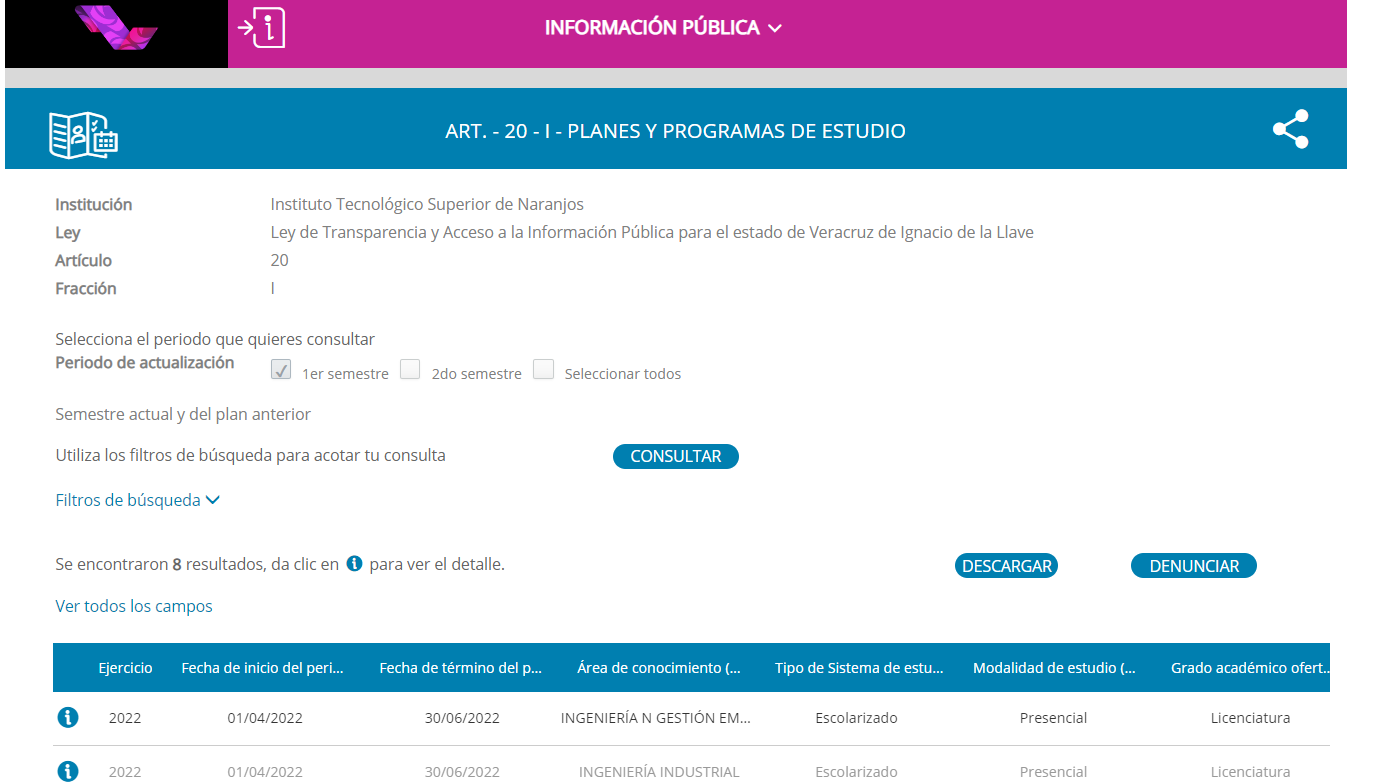 INFORMACIÓN PÚBLICA
ART. - 20 - I - PLANES Y PROGRAMAS DE ESTUDIO
Institución Instituto Tecnológico Superior de Naranjos
Ley Ley de Transparencia y Acceso a la Información Pública para el estado de Veracruz de Ignacio de la Llave
Artículo 20
Fracción I
Selecciona el periodo que quieres consultar
Periodo de actualización 1er semestre 2do semestre Seleccionar todos
Semestre actual y del plan anterior
Utiliza los filtros de búsqueda para acotar tu consulta CONSULTAR
Filtros de búsqueda
Se encontraron 8 resultados, da clic en i para ver el detalle. DESCARGAR DENUNCIAR
Ver todos los campos
Ejercicio Fecha de inicio del peri... Fecha de término del p... Área de conocimiento (... Tipo de Sistema de estu... Modalidad de estudio (... Grado académico ofert...
2022 01/04/2022 30/06/2022 INGENIERÍA N GESTIÓN EM... Escolarizado Presencial Licenciatura
2022 01/04/2022 30/06/2022 INGENIERÍA INDUSTRIAL Escolarizado Presencial Licenciatura